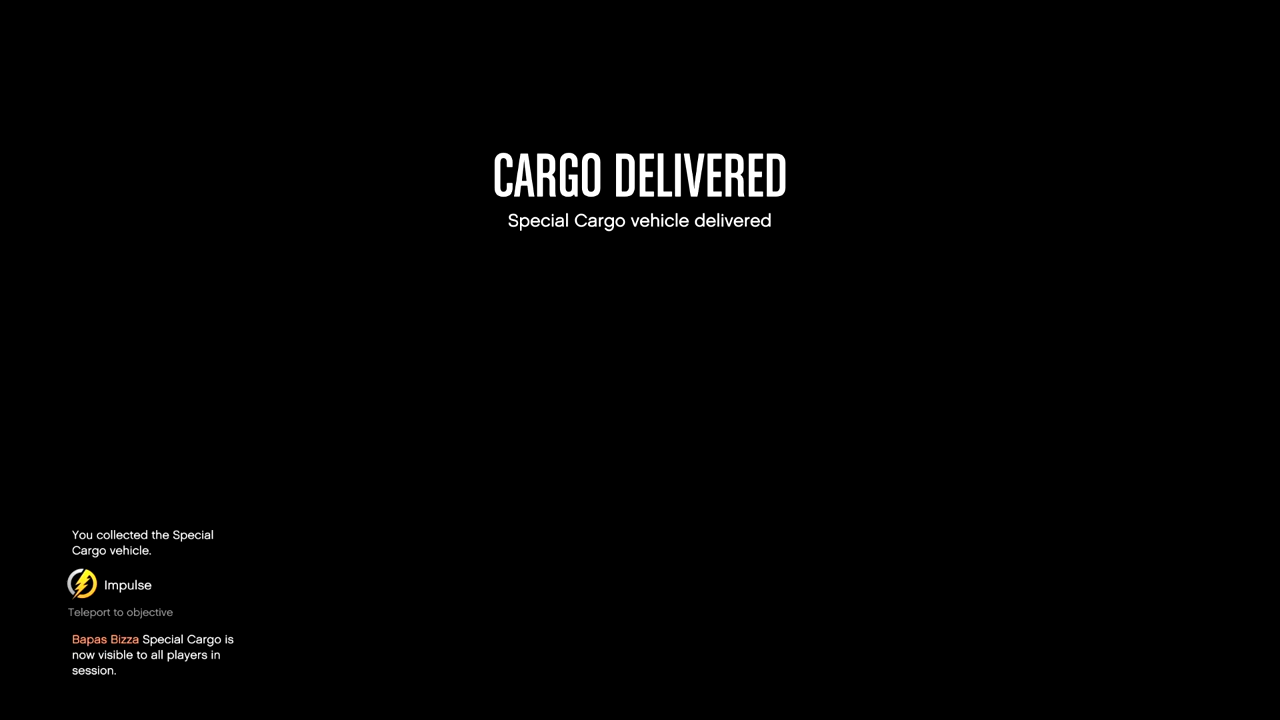 CARGO DELIVERED
Special Cargo vehicle delivered
You collected the Special
Cargo vehicle.
Impulse
Teleport to objective
Bapas Bizza Special Cargo is
now visible to all players in
session.